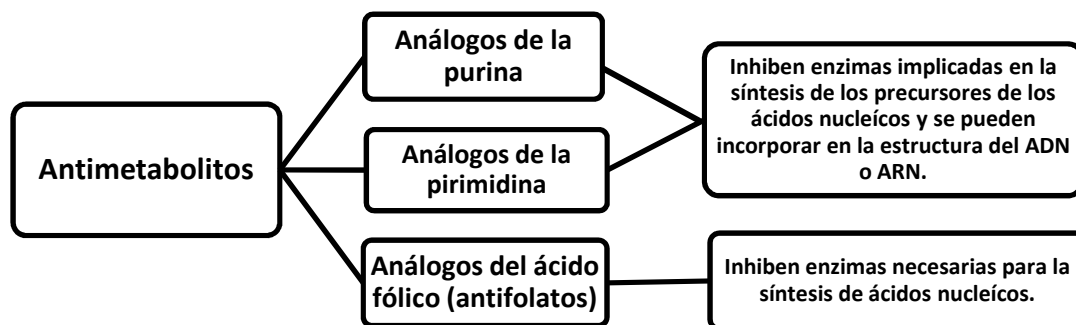 Antimetabolitos
Análogos de la
purina
Análogos de la
pirimidina
Análogos del ácido
fólico (antifolatos)
Inhiben enzimas implicadas en la
síntesis de los precursores de los
ácidos nucleícos y se pueden
incorporar en la estructura del ADN
o ARN.
Inhiben enzimas necesarias para la
síntesis de ácidos nucleícos.